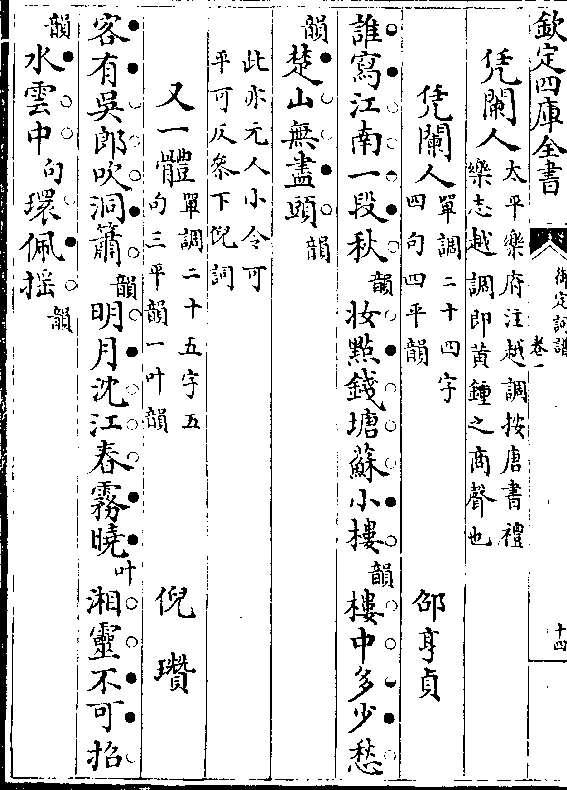 欽定四庫全書
御定詞譜
卷一
十四
凭闌人太平樂府注越調按唐書禮
樂志越調即黃鍾之商聲也
凭闌人單調二十四字
四句四平韻
邵亨貞
誰寫江南一段秋韻妝點錢塘蘇小樓韻樓中多少愁
韻楚山無盡頭韻
此亦元人小令可
平可仄參下倪詞
又一體單調二十五字五
句三平韻一叶韻
倪瓚
客有吳郎吹洞簫韻明月沈江春霧曉叶湘靈不可招
韻水雲中句環佩搖韻